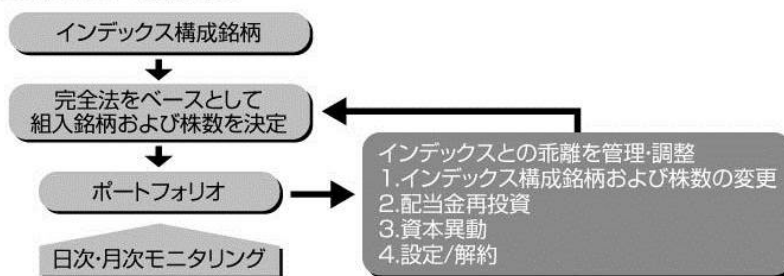 インデックス構成銘柄
完全法をベースとして
組入銘柄および株数を決定
ポートフォリオ
日次・月次モニタリング
インデックスとの乖離を管理・調整
1.インデックス構成銘柄および株数の変更
2.配当金再投資
3.資本異動
4.設定/解約